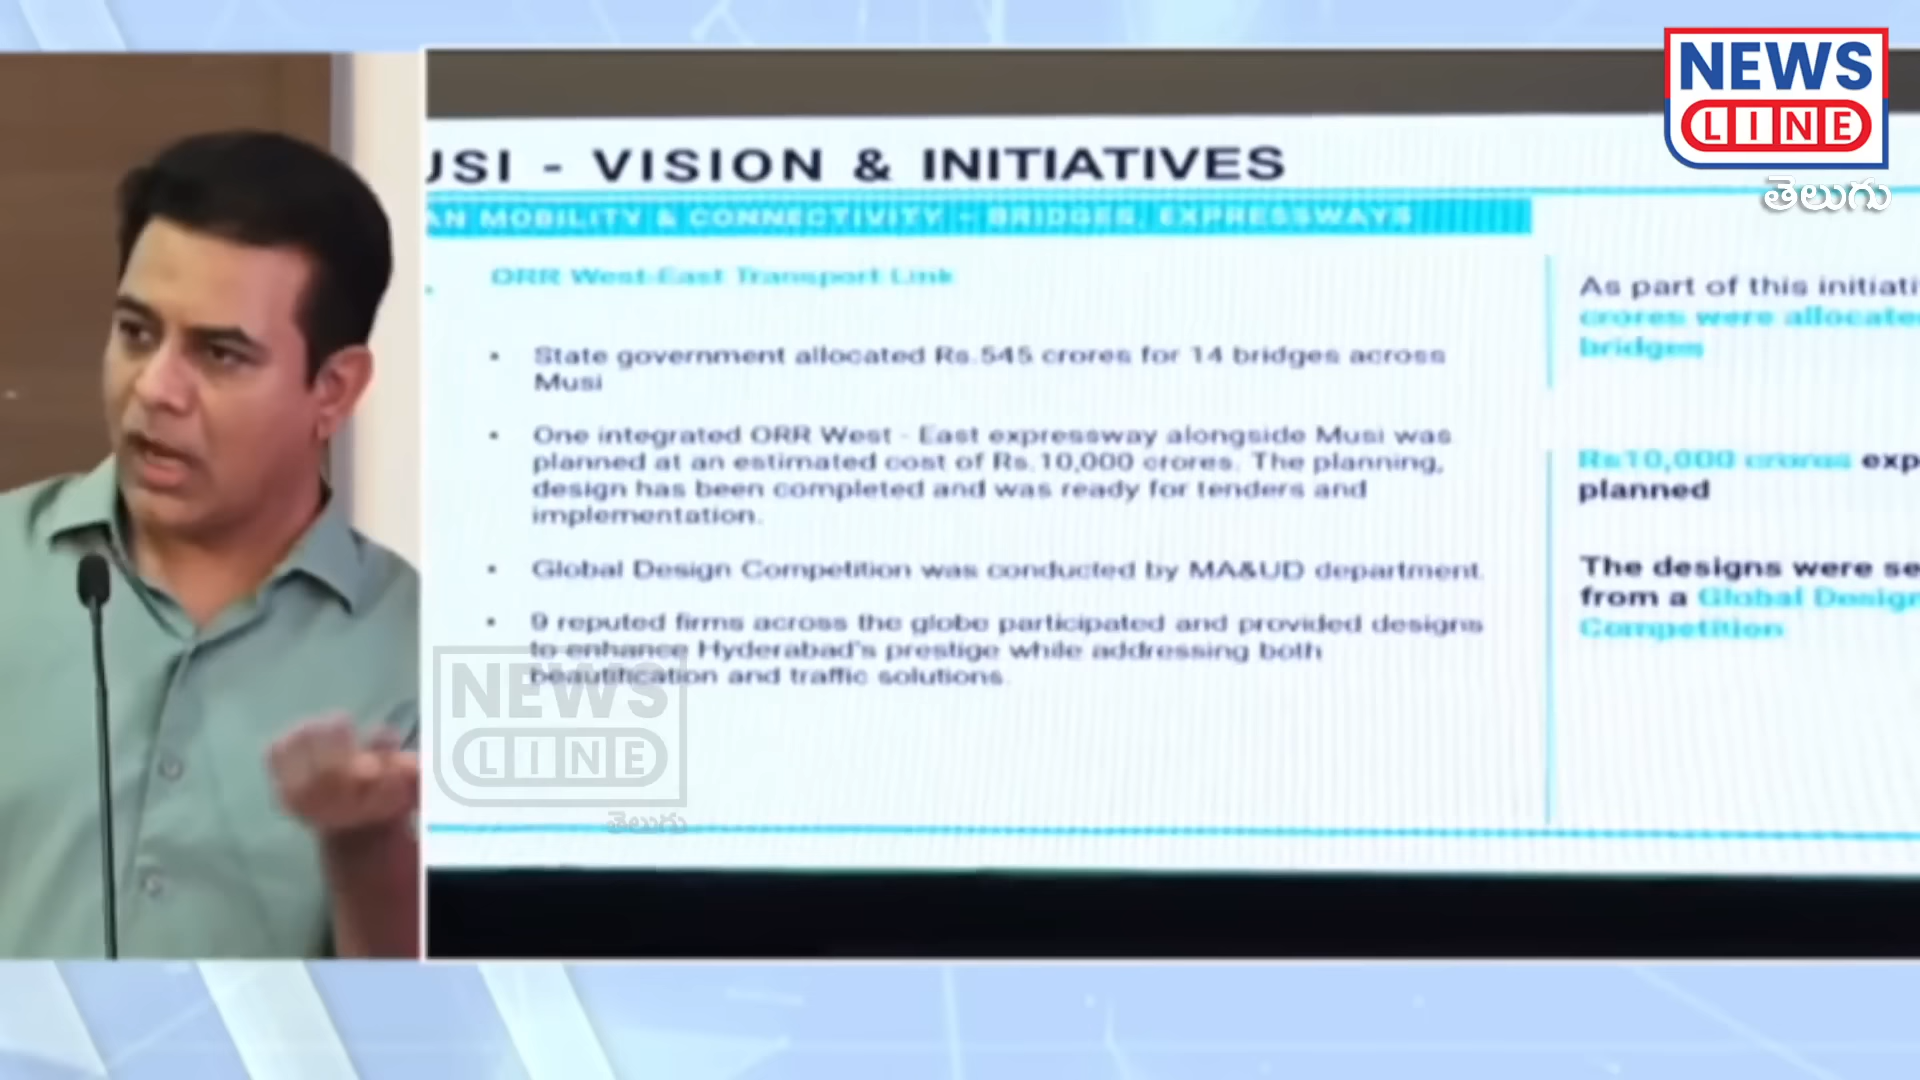 NEWS
LINE
తెలుగు
USI - VISION & INITIATIVES
AN MOBILITY & CONNECTIVITY - BRIDGES, EXPRESSWAYS
ORR West-East Transport Link
• State government allocated Rs.545 crores for 14 bridges across
Musi
• One integrated ORR West - East expressway alongside Musi was
planned at an estimated cost of Rs.10,000 crores. The planning,
design has been completed and was ready for tenders and
implementation.
• Global Design Competition was conducted by MA&UD department.
• 9 reputed firms across the globe participated and provided designs
to enhance Hyderabad's prestige while addressing both
beautification and traffic solutions.
As part of this initiati
crores were allocate
bridges
Rs10,000 crores exp
planned
The designs were se
from a Global Design
Competition
NEWS
LINE
తెలుగు